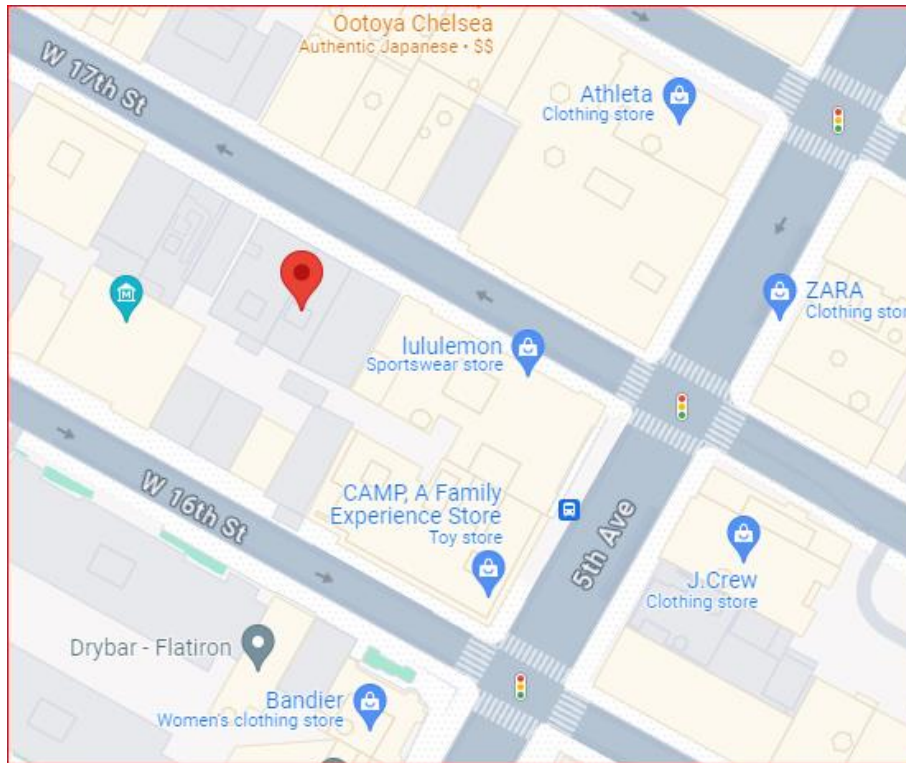 Ootoya Chelsea
Authentic Japanese • $$
W 17th St
Athleta
Clothing store
ZARA
Clothing stor
lululemon
Sportswear store
CAMP, A Family
Experience Store
Toy store
W 16th St
5th Ave
J.Crew
Clothing store
Drybar - Flatiron
Bandier
Women's clothing store